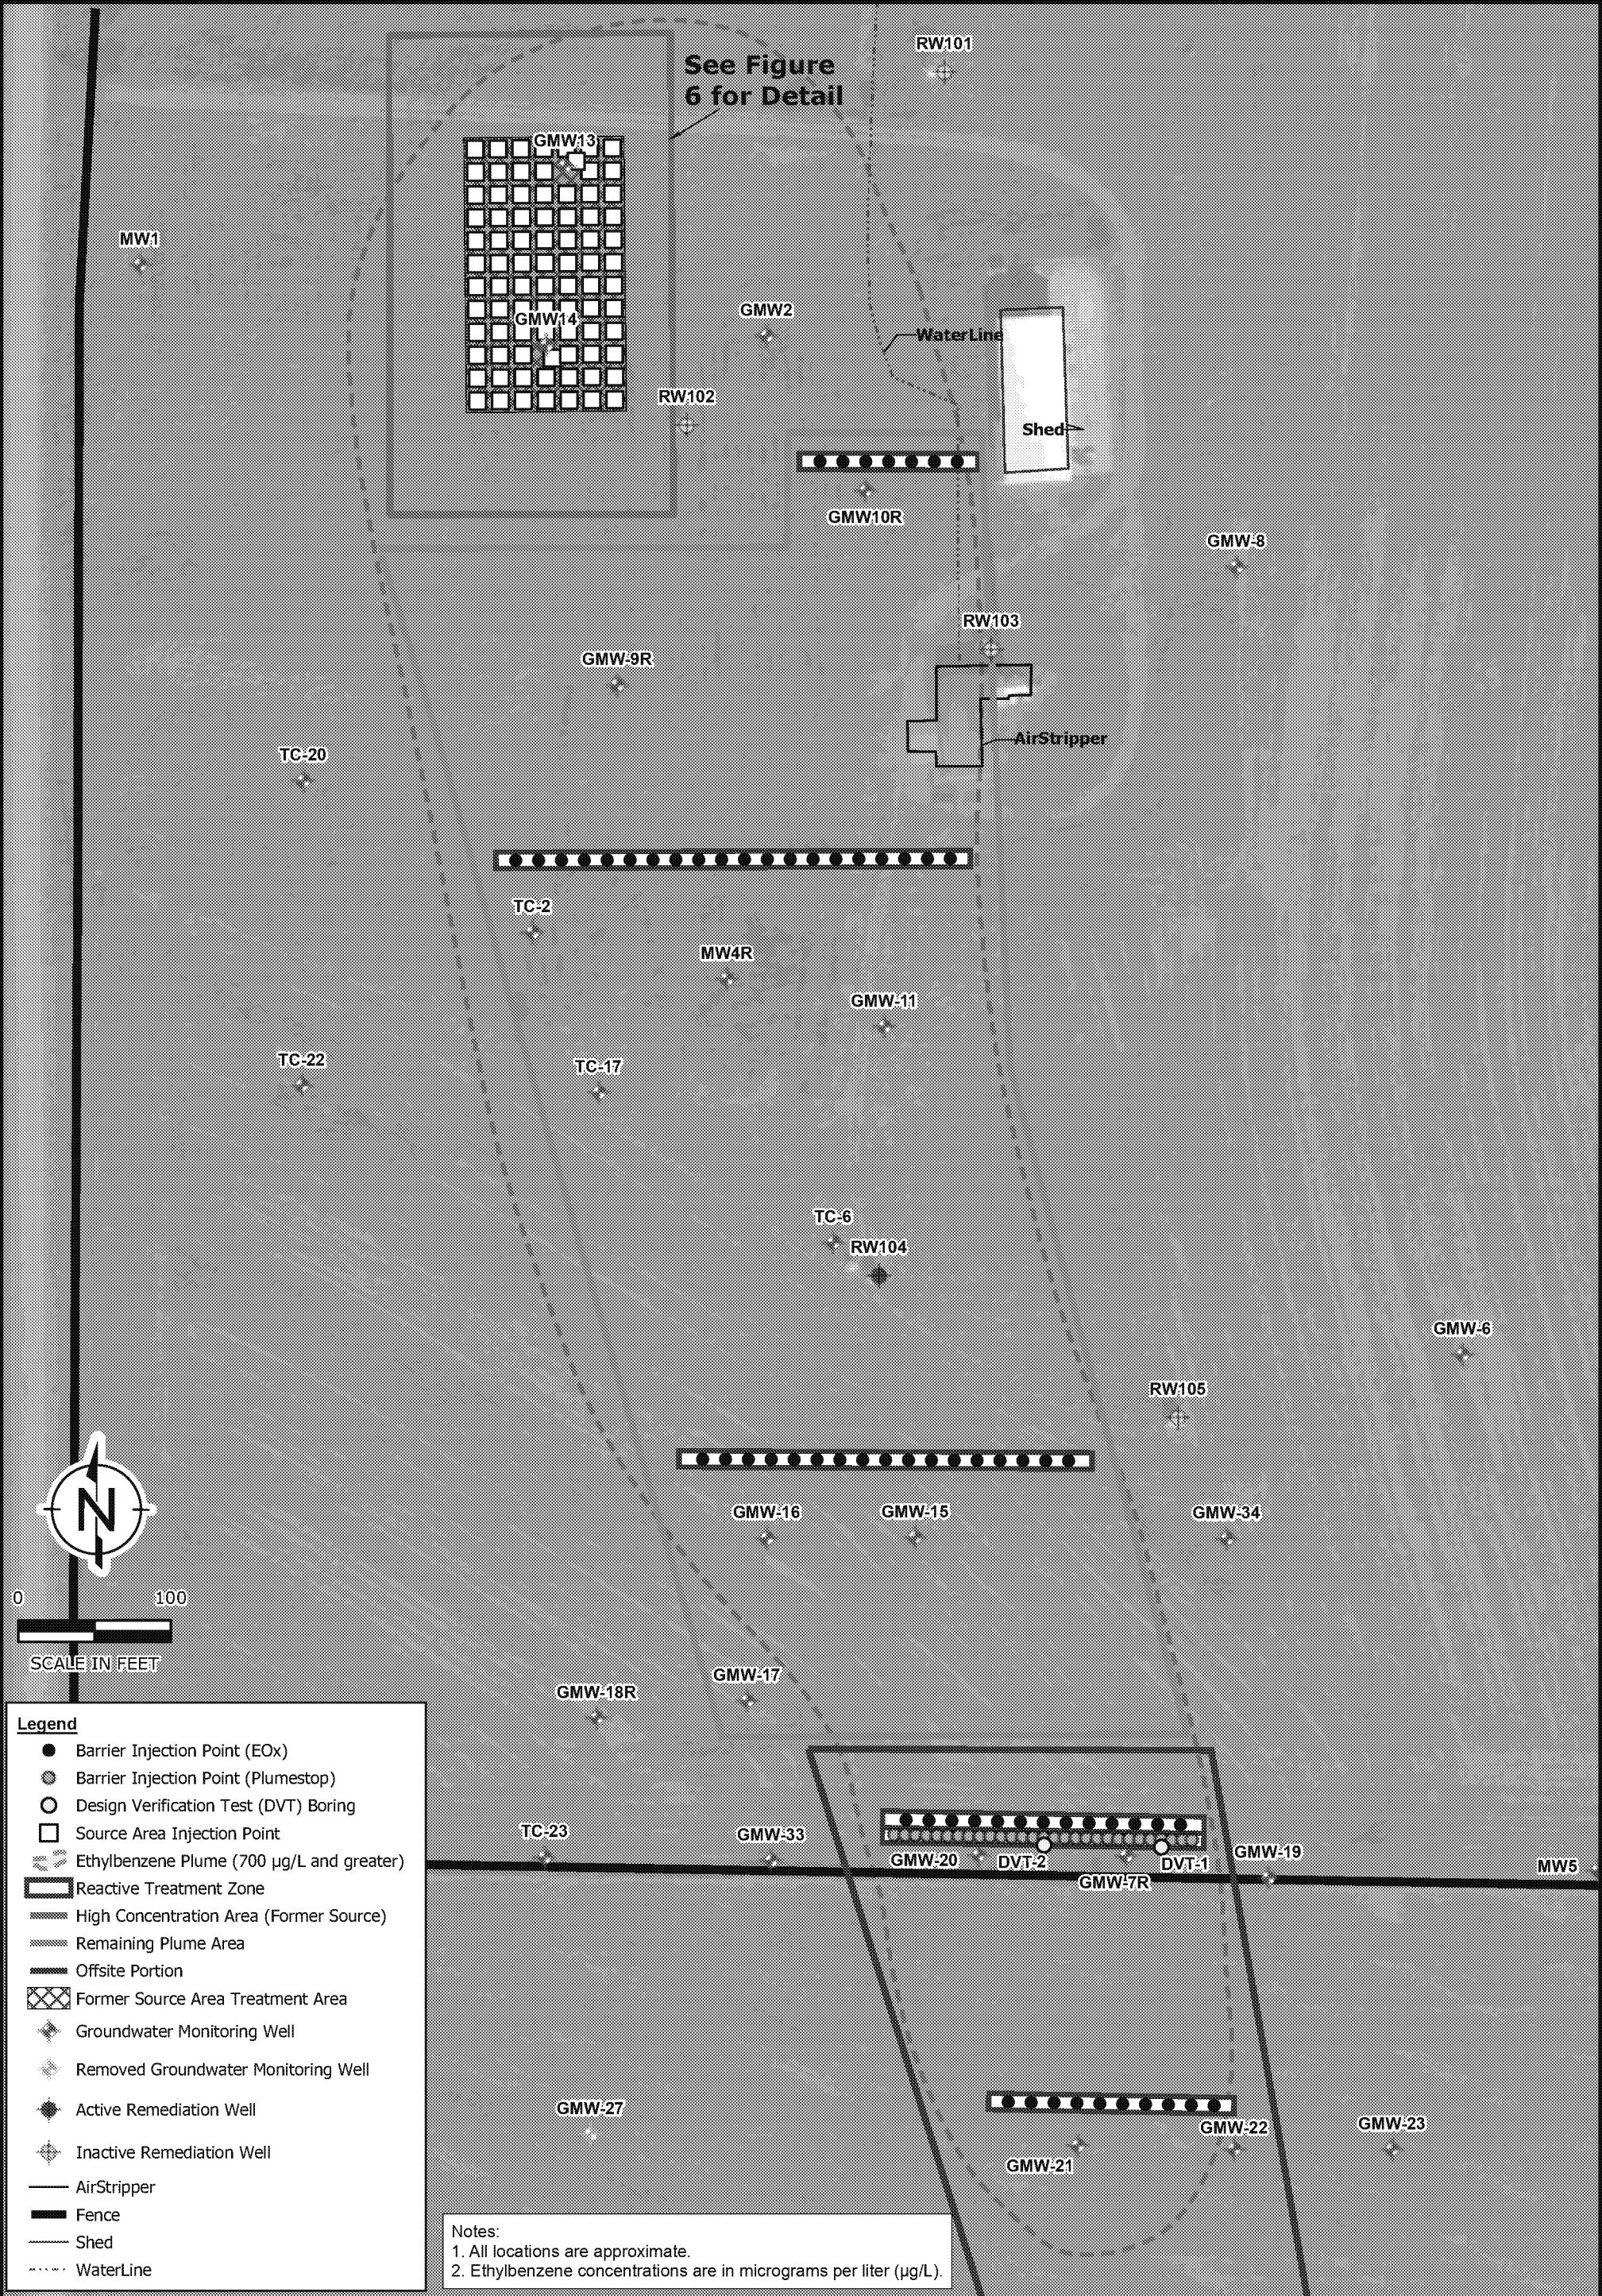 RW101
See Figure
6 for Detail
GMW13
MW1
GMW2
GMW14
WaterLine
RW102
Shed
GMW10R
GMW-8
RW103
GMW-9R
AirStripper
TC-20
TC-2
MW4R
GMW-11
TC-22
TC-17
TC-6
RW104
GMW-6
RW105
N
GMW-16
GMW-15
GMW-34
0 100
SCALE IN FEET
GMW-17
GMW-18R
TC-23
GMW-33
GMW-20
DVT-2
DVT-1
GMW-7R
GMW-19
MW5
GMW-27
GMW-21
GMW-22
GMW-23
Legend
Barrier Injection Point (EOx)
Barrier Injection Point (Plumestop)
Design Verification Test (DVT) Boring
Source Area Injection Point
Ethylbenzene Plume (700 µg/L and greater)
Reactive Treatment Zone
High Concentration Area (Former Source)
Remaining Plume Area
Offsite Portion
Former Source Area Treatment Area
Groundwater Monitoring Well
Removed Groundwater Monitoring Well
Active Remediation Well
Inactive Remediation Well
AirStripper
Fence
Shed
WaterLine
Notes:
1. All locations are approximate.
2. Ethylbenzene concentrations are in micrograms per liter (µg/L).